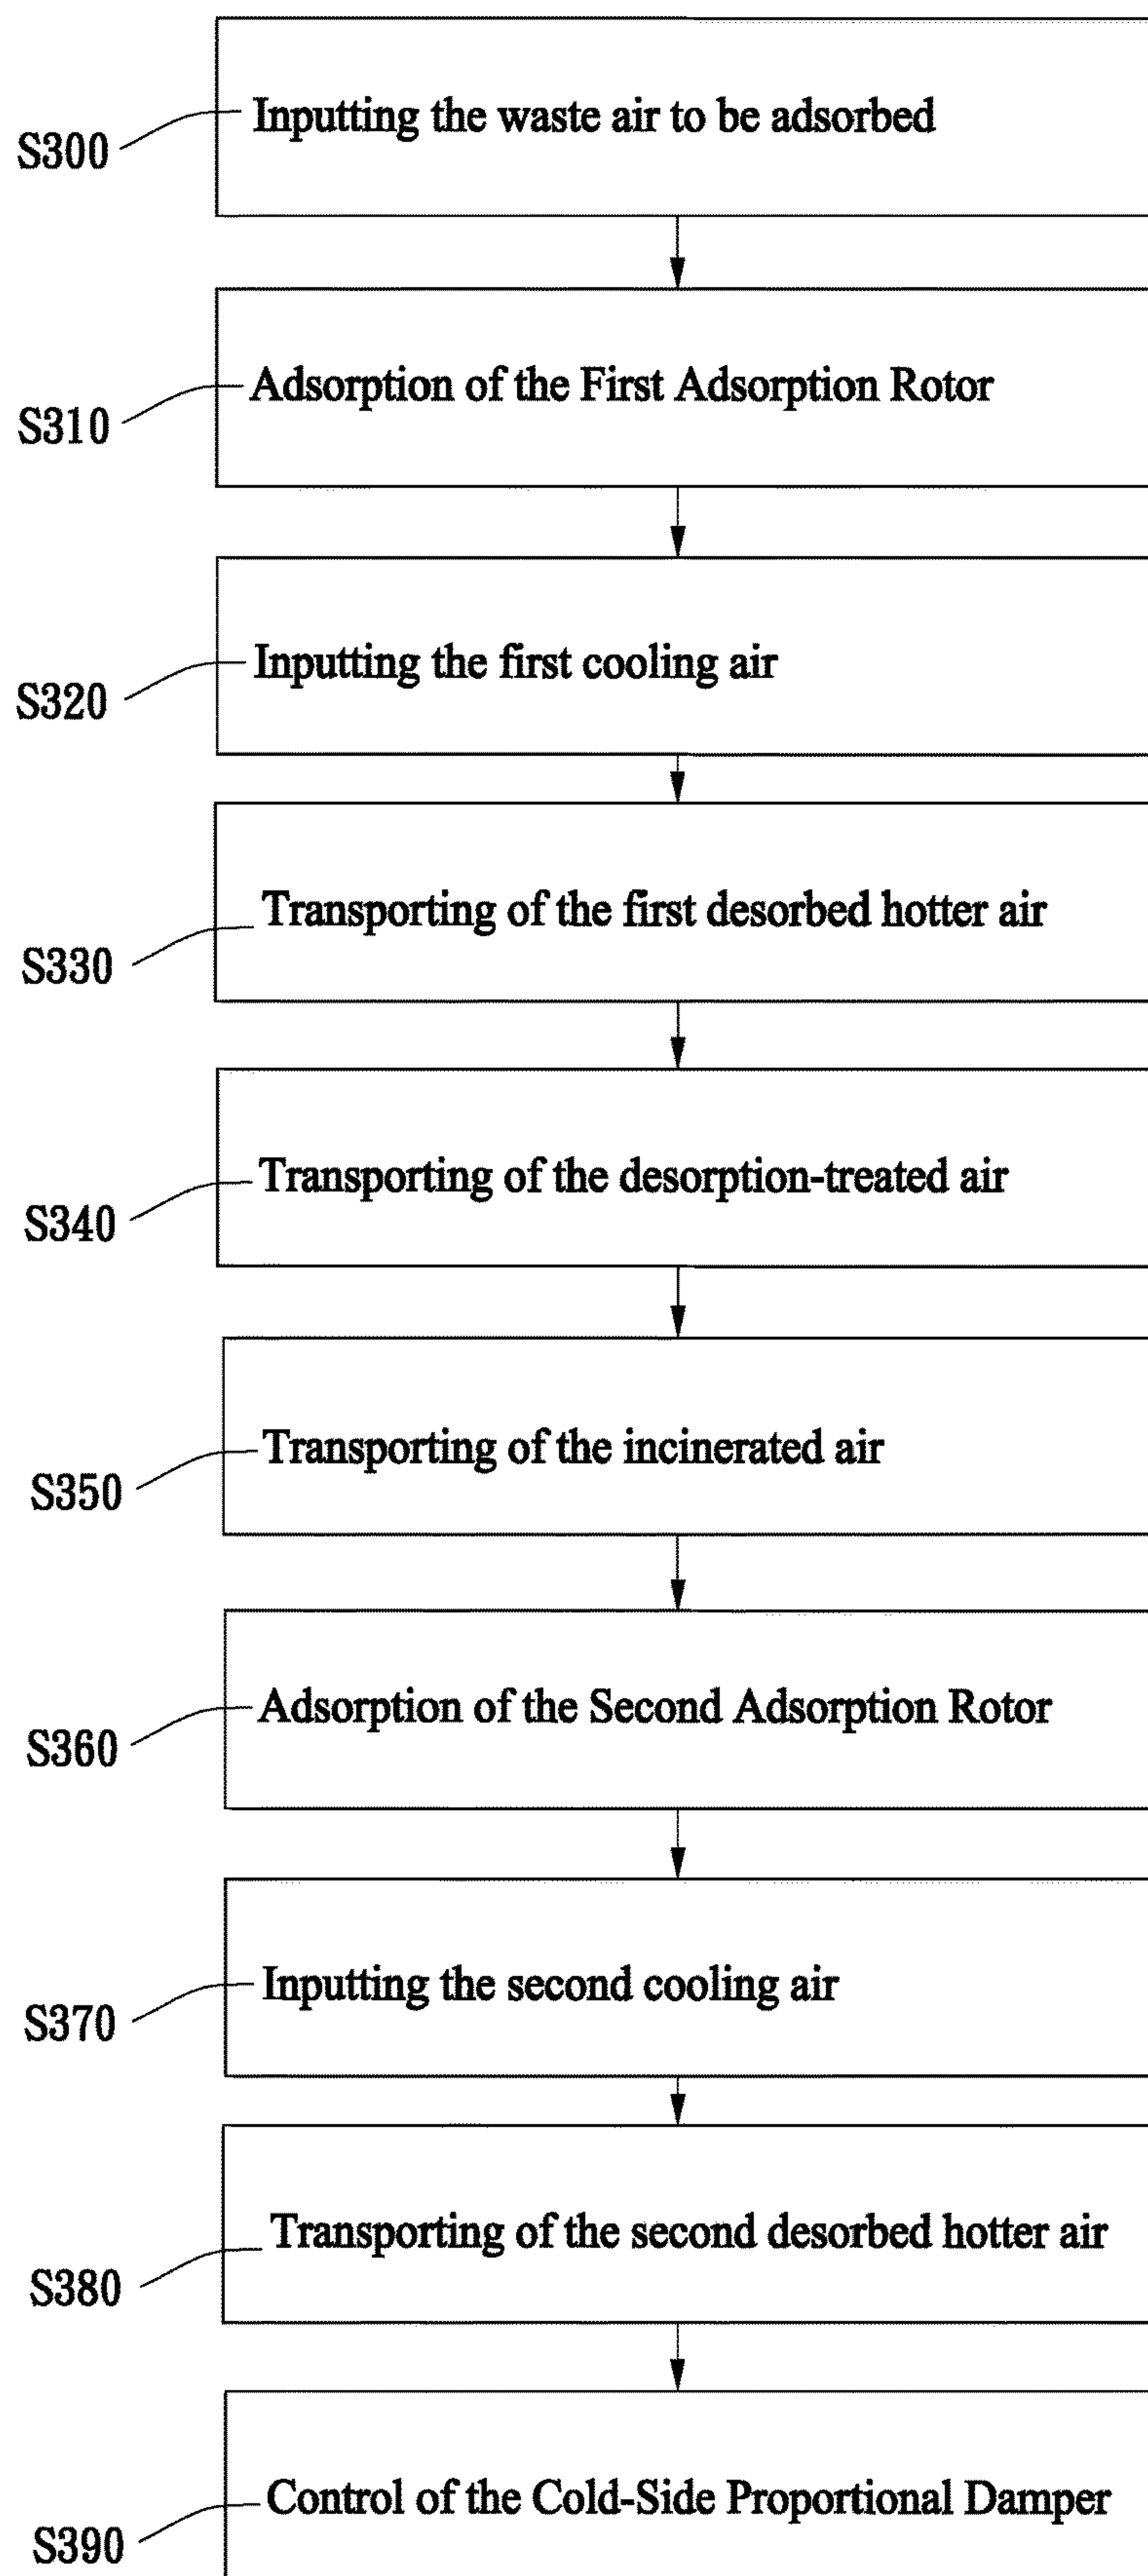 S300 Inputting the waste air to be adsorbed
S310 Adsorption of the First Adsorption Rotor
S320 Inputting the first cooling air
S330 Transporting of the first desorbed hotter air
S340 Transporting of the desorption-treated air
S350 Transporting of the incinerated air
S360 Adsorption of the Second Adsorption Rotor
S370 Inputting the second cooling air
S380 Transporting of the second desorbed hotter air
S390 Control of the Cold-Side Proportional Damper